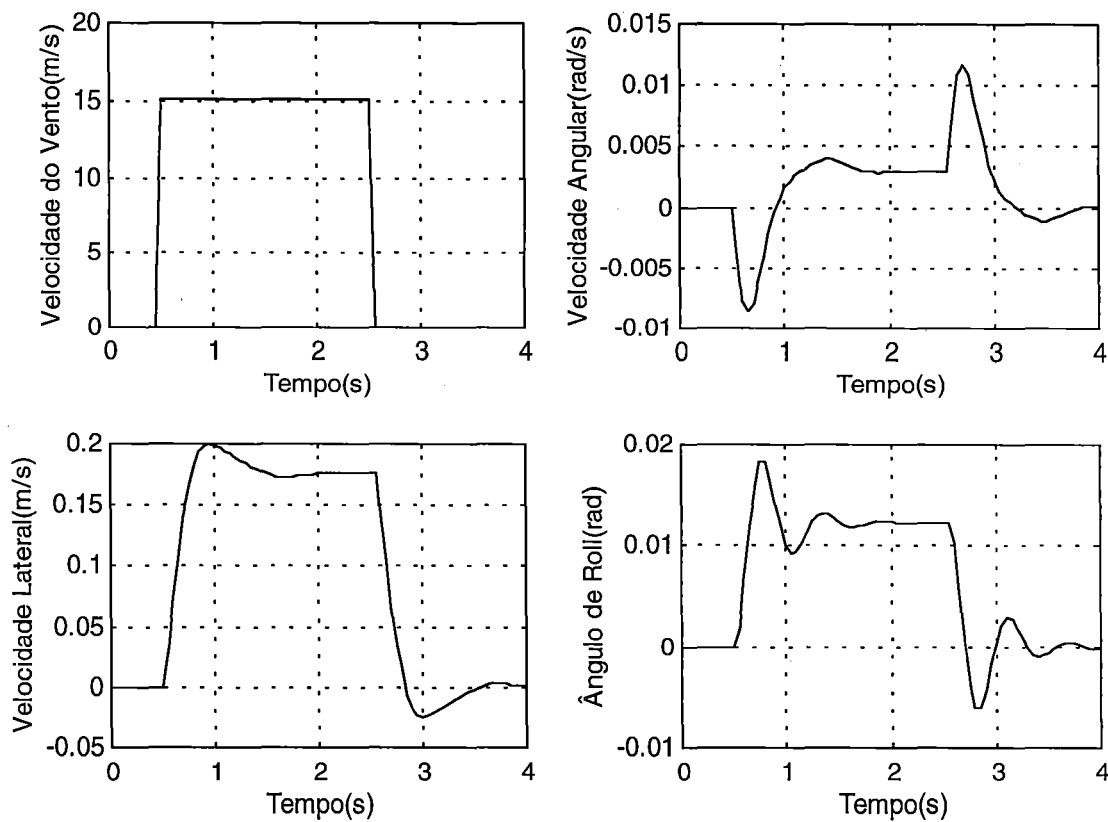 Velocidade do Vento(m/s)
20
15
10
5
0
0 1 2 3 4
Tempo(s)
Velocidade Angular(rad/s)
0.015
0.01
0.005
0
-0.005
-0.01
0 1 2 3 4
Tempo(s)
Velocidade Lateral(m/s)
0.2
0.15
0.1
0.05
0
-0.05
0 1 2 3 4
Tempo(s)
Ângulo de Roll(rad)
0.02
0.01
0
-0.01
0 1 2 3 4
Tempo(s)